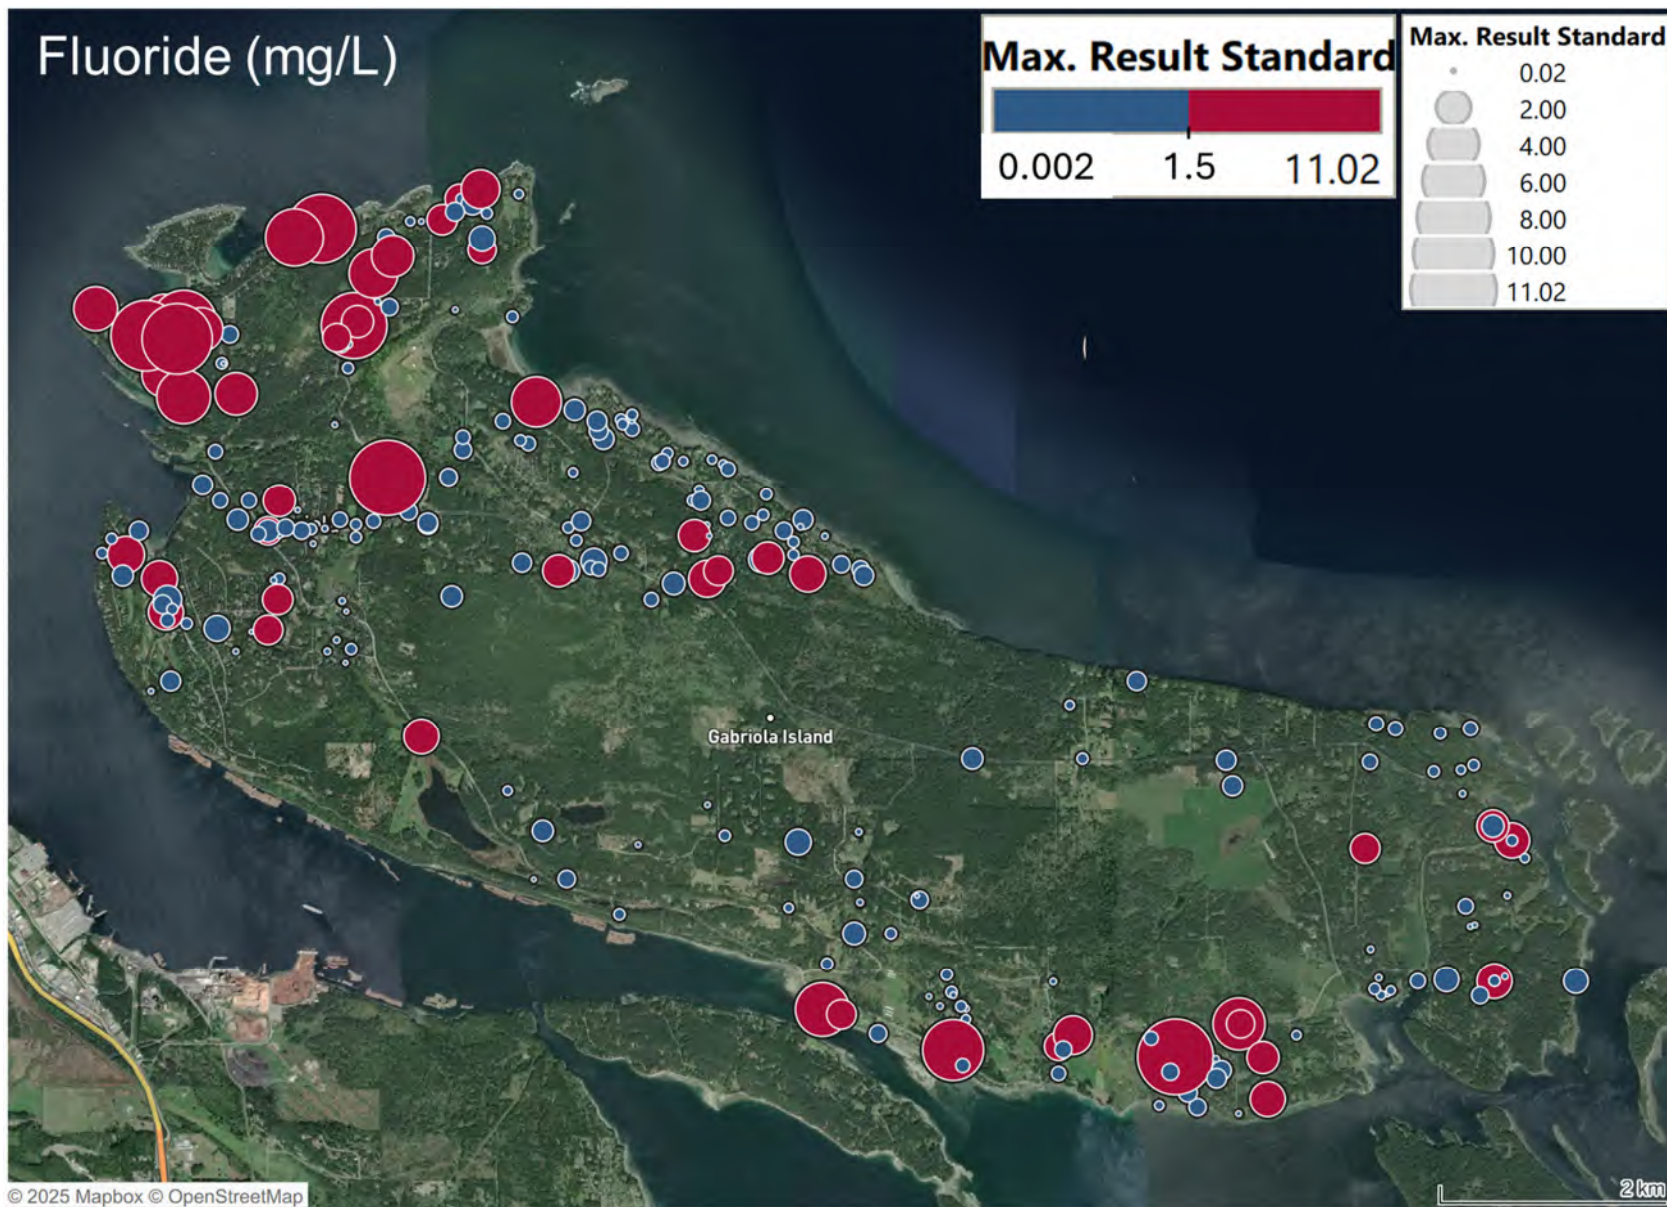 Fluoride (mg/L)
Max. Result Standard
0.002 1.5 11.02
Max. Result Standard
0.02
2.00
4.00
6.00
8.00
10.00
11.02
Gabriola Island
© 2025 Mapbox © OpenStreetMap
2 km